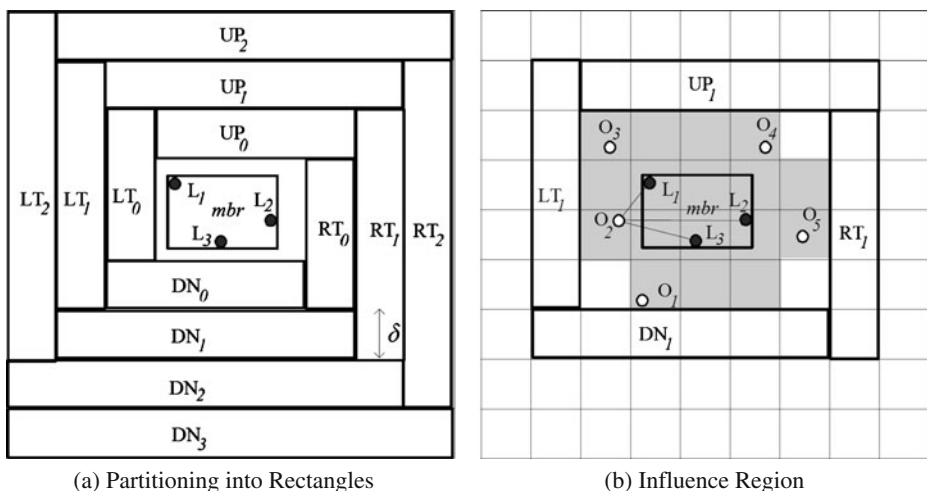 UP2
UP1
UP0
LT2
LT1
LT0
L1
mbr
L2
L3
RT0
RT1
RT2
DN0
DN1
δ
DN2
DN3
(a) Partitioning into Rectangles
UP1
O3
O4
LT1
L1
mbr
L2
O2
L3
O5
RT1
O1
DN1
(b) Influence Region